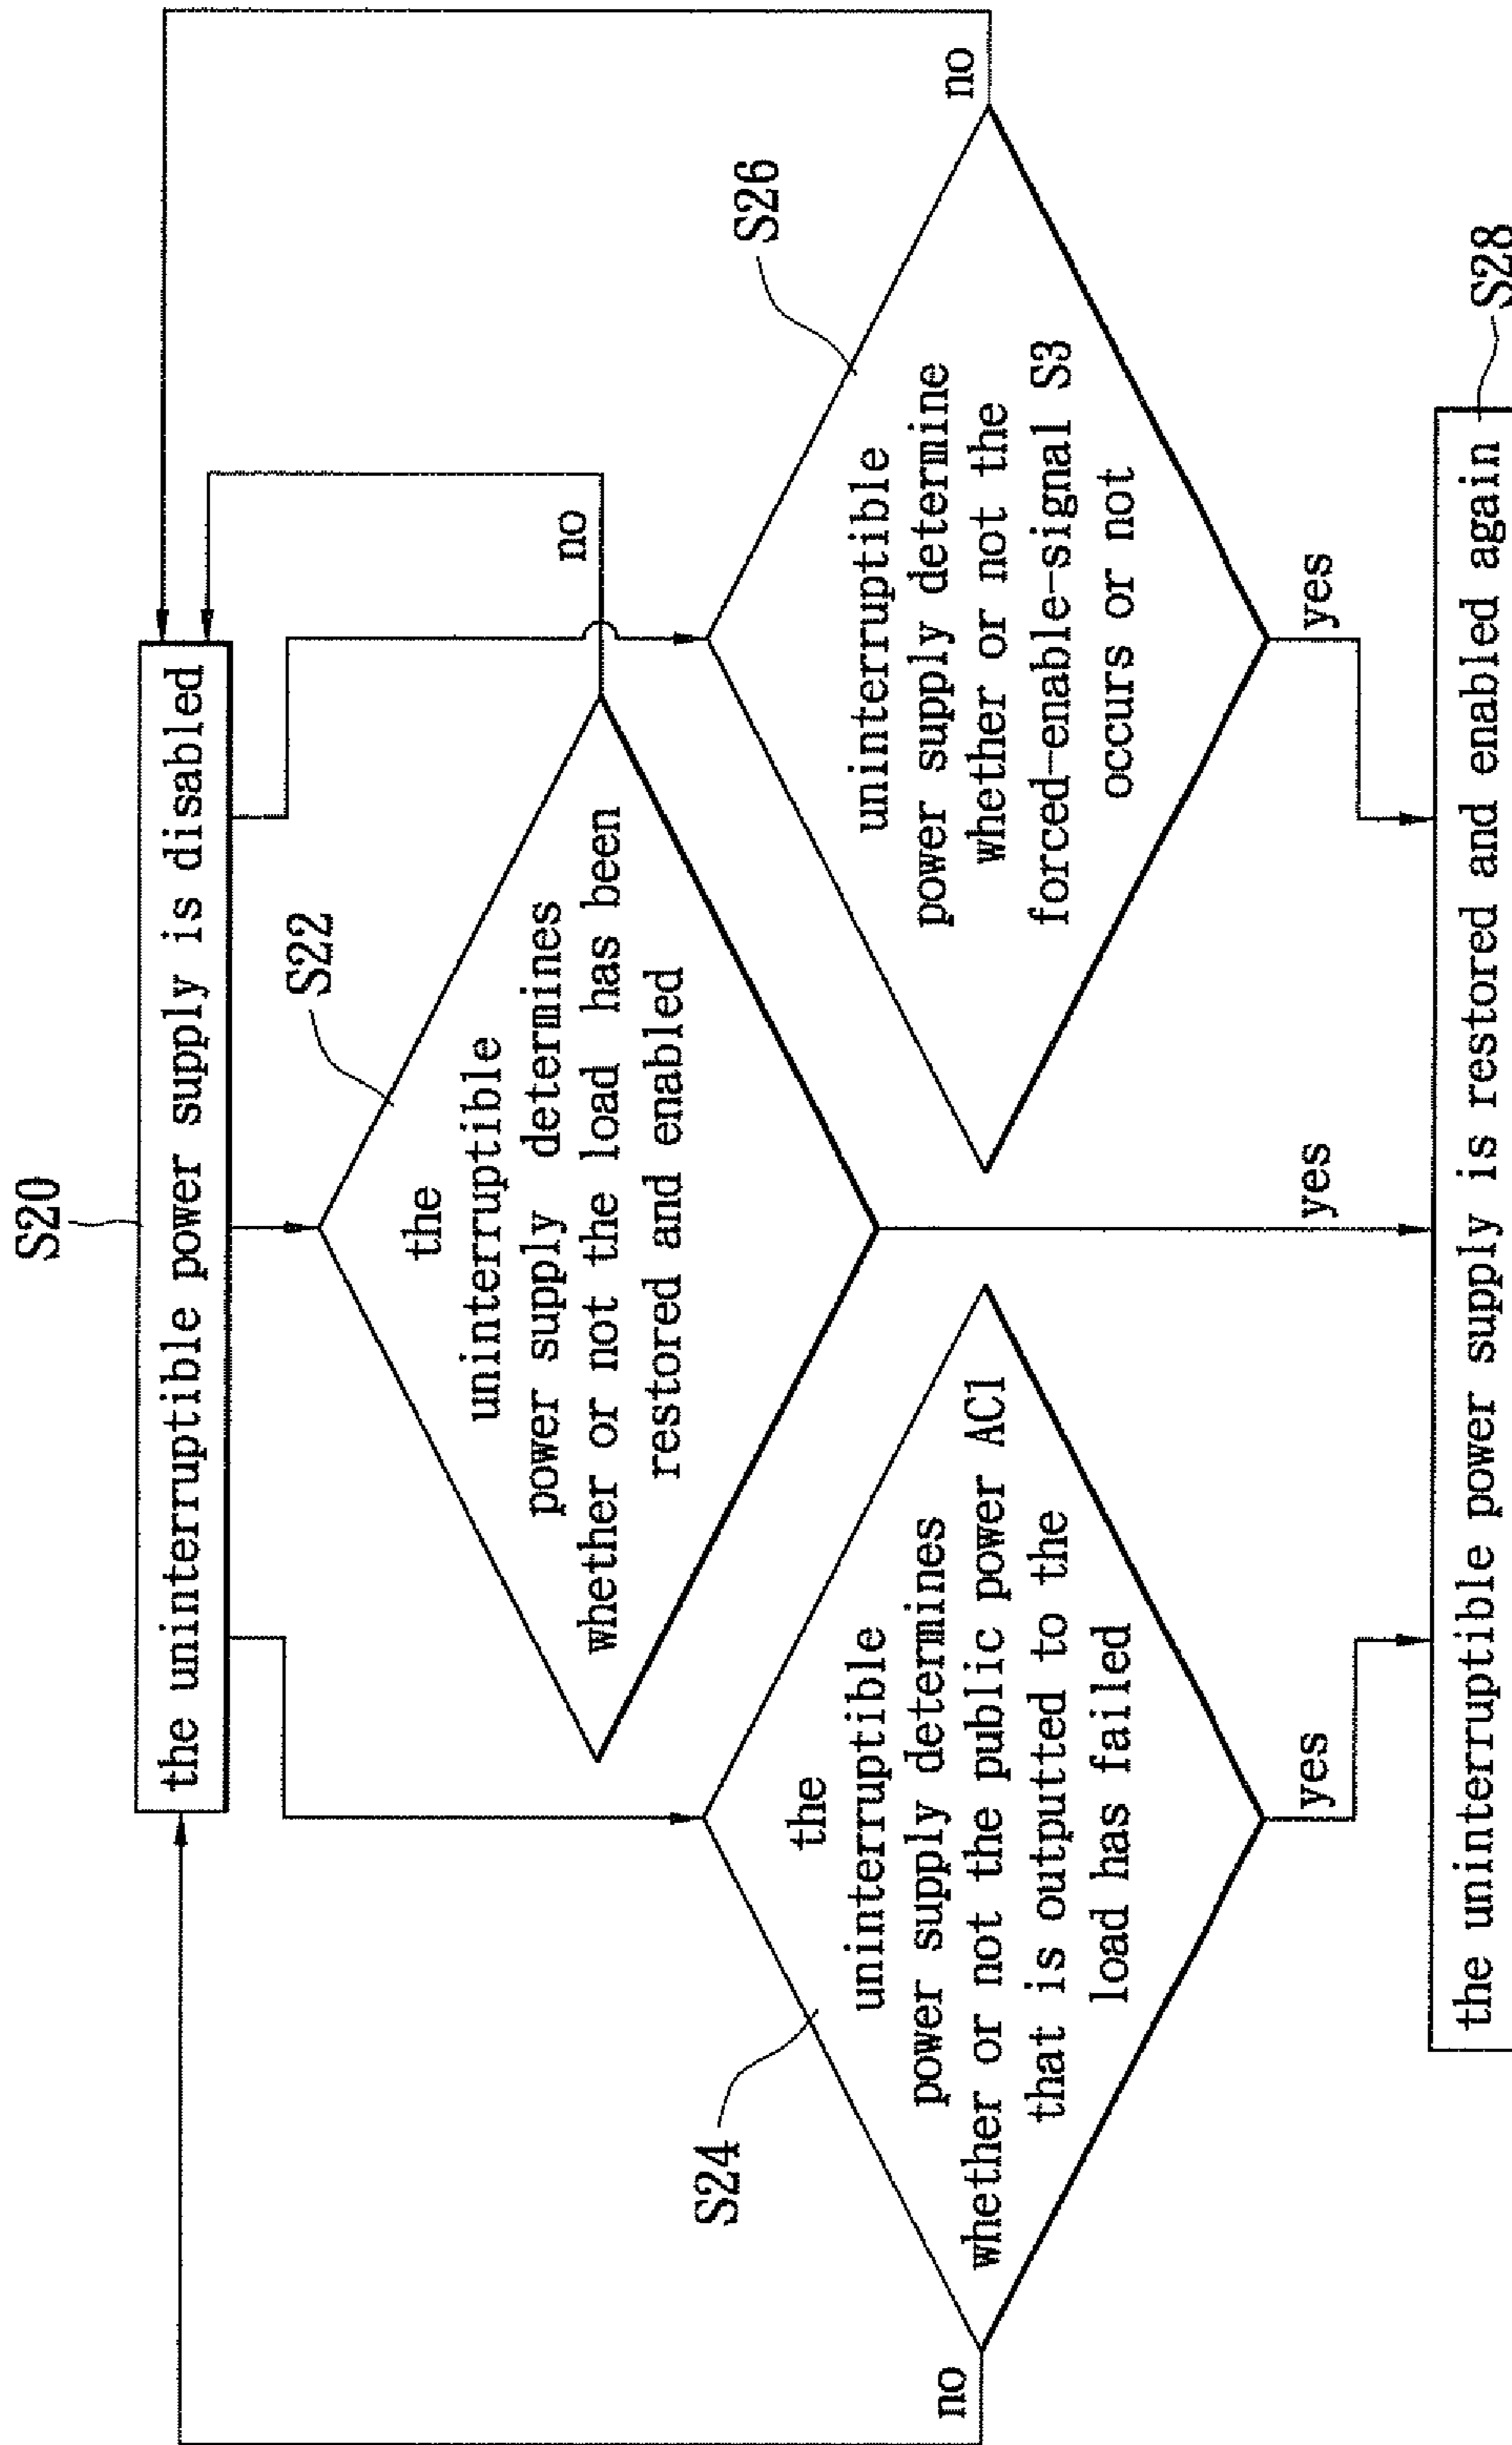 S20
the uninterruptible power supply is disabled
S22
the
uninterruptible
power supply determines
whether or not the load has been
restored and enabled
no
S24
the
uninterruptible
power supply determines
whether or not the public power AC1
that is outputted to the
load has failed
no
yes
yes
S26
uninterruptible
power supply determine
whether or not the
forced-enable-signal S3
occurs or not
no
yes
the uninterruptible power supply is restored and enabled again
S28